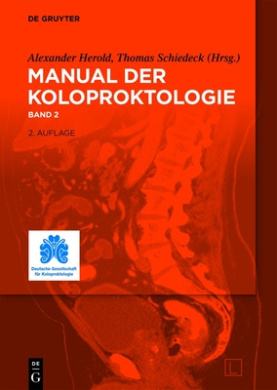 DE GRUYTER
Alexander Herold, Thomas Schiedeck (Hrsg.)
MANUAL DER
KOLOPROKTOLOGIE
BAND 2
2. AUFLAGE
Deutsche Gesellschaft
für Koloproktologie
DE
G
L